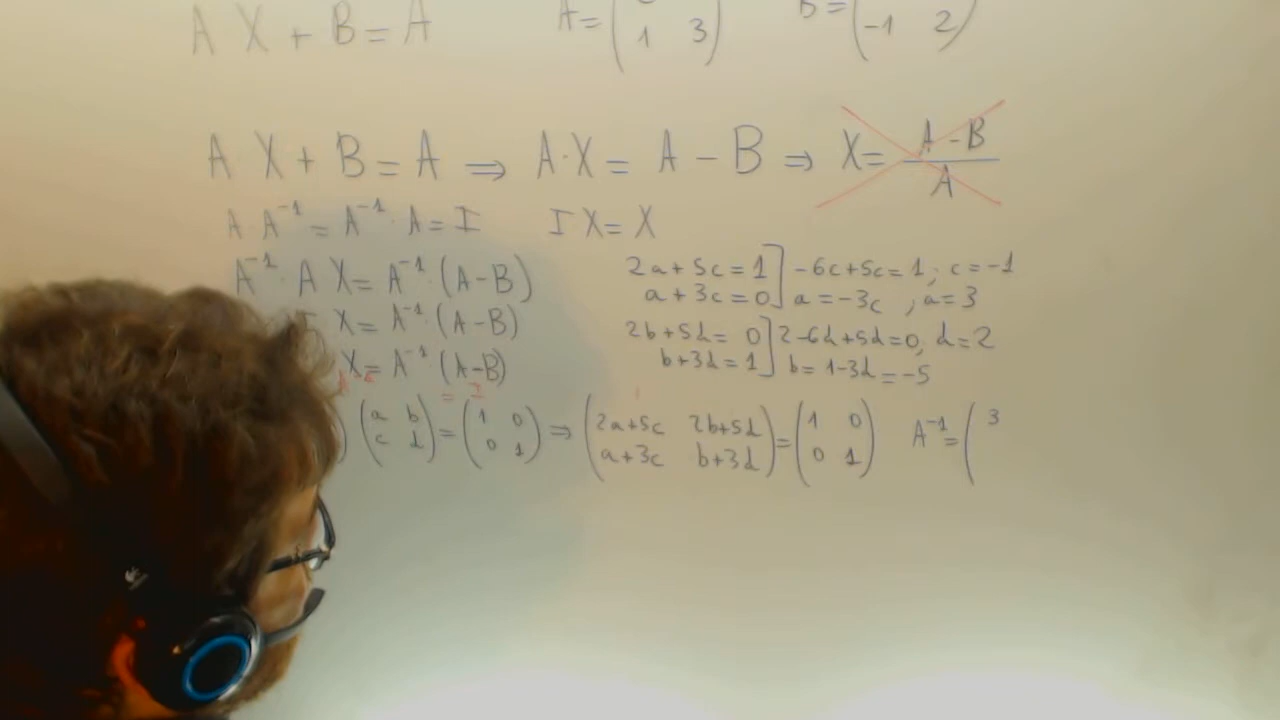 A X + B = A A = ( 1 3 ) B = ( -1 2 )
A X + B = A ⇒ A·X = A - B ⇒ X = A - B / A
A A⁻¹ = A⁻¹· A = I I X = X
A⁻¹· A X = A⁻¹·(A-B) 2a+5c = 1 ] -6c+5c = 1, c = -1
a+3c = 0 ] a = -3c , a = 3
X = A⁻¹·(A-B) 2b+5d = 0 ] 2-6d+5d = 0, d = 2
X = A⁻¹ (A-B) b+3d = 1 ] b = 1-3d = -5
= I
) (a b) = (1 0) ⇒ (2a+5c 2b+5d) = (1 0) A⁻¹ = ( 3
(c d) (0 1) (a+3c b+3d) (0 1)